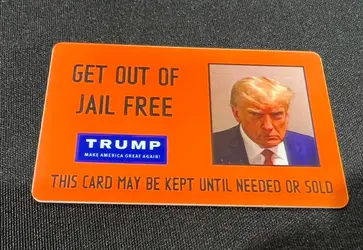 GET OUT OF
JAIL FREE
TRUMP
MAKE AMERICA GREAT AGAIN!
THIS CARD MAY BE KEPT UNTIL NEEDED OR SOLD